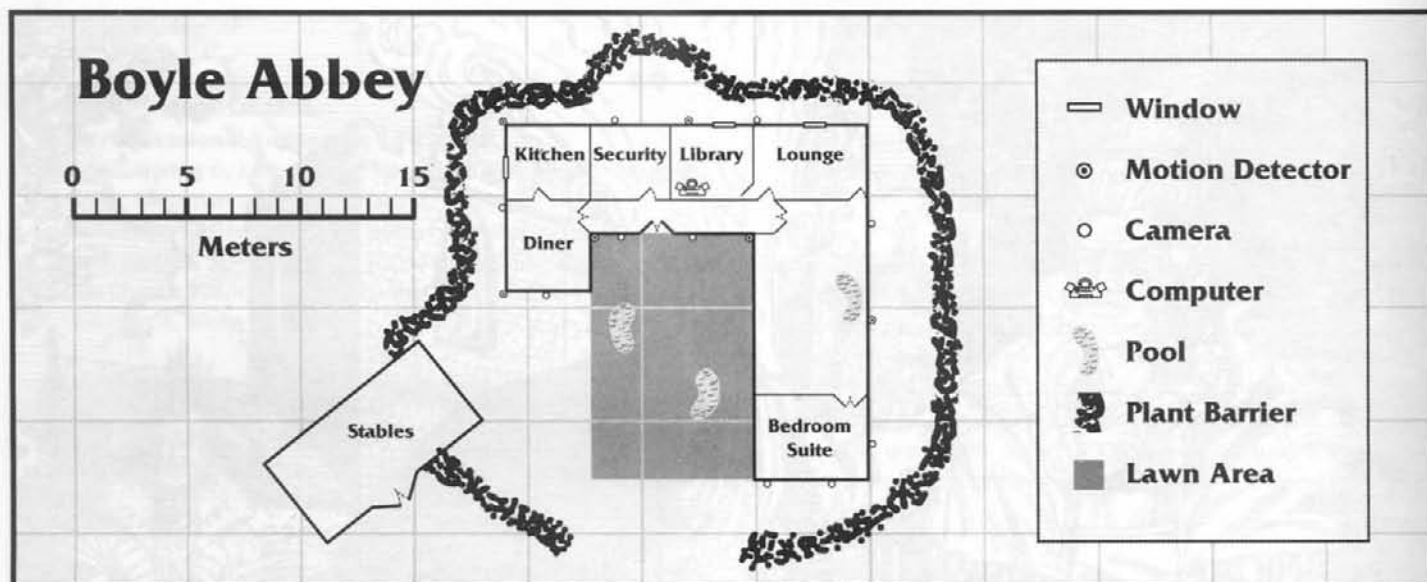 Boyle Abbey
0 5 10 15
Meters
Kitchen Security Library Lounge
Diner
Stables
Bedroom
Suite
Window
Motion Detector
Camera
Computer
Pool
Plant Barrier
Lawn Area